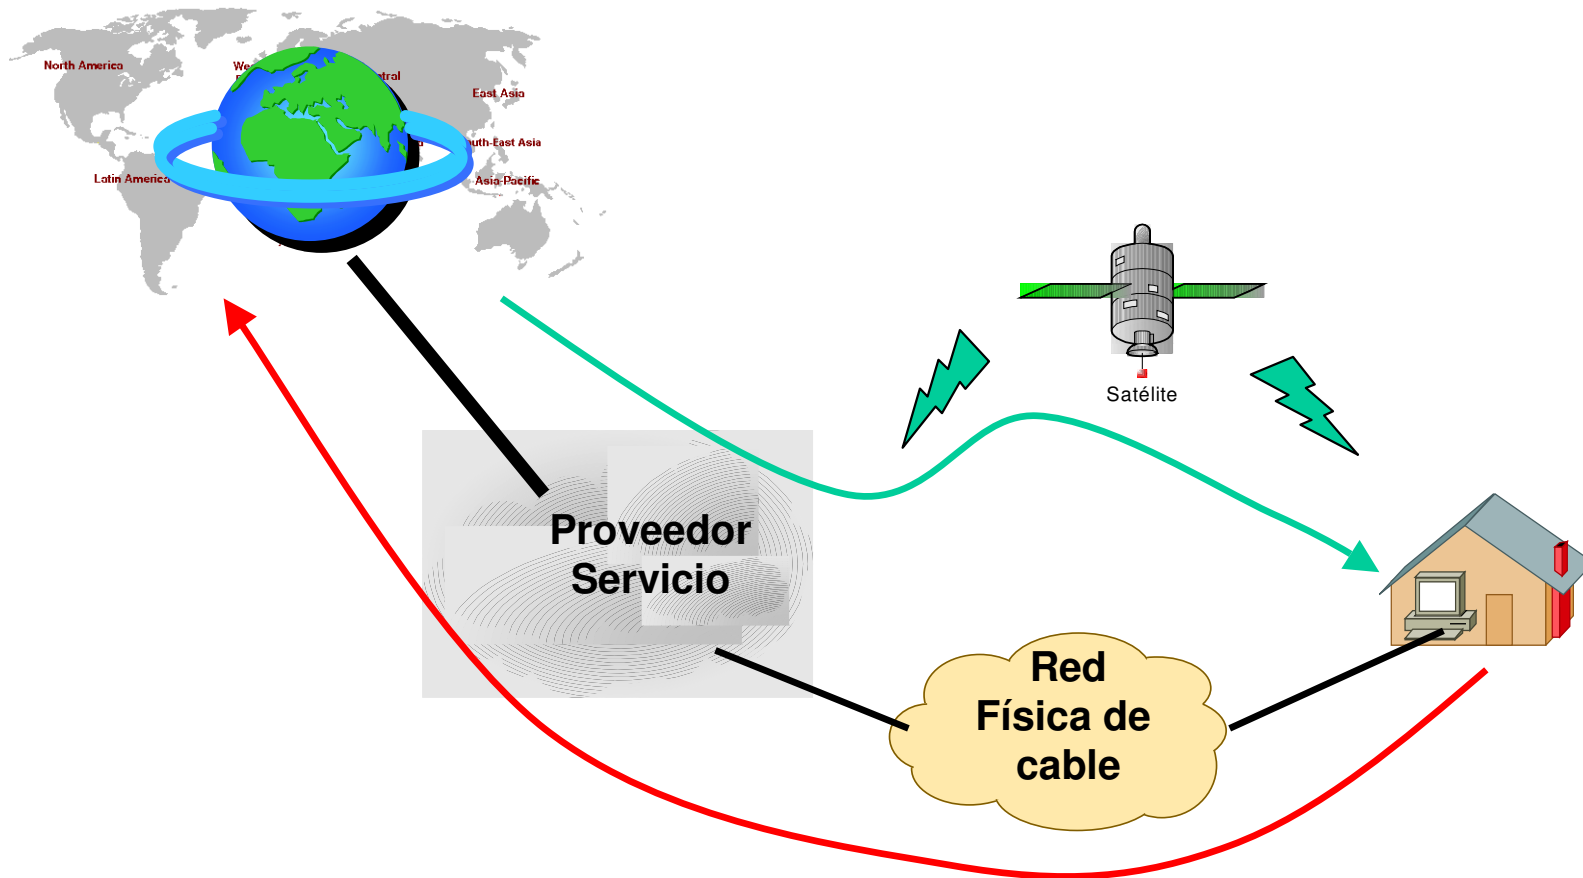 North America
East Asia
Latin America
Asia-Pacific
Satélite
Proveedor
Servicio
Red
Física de
cable